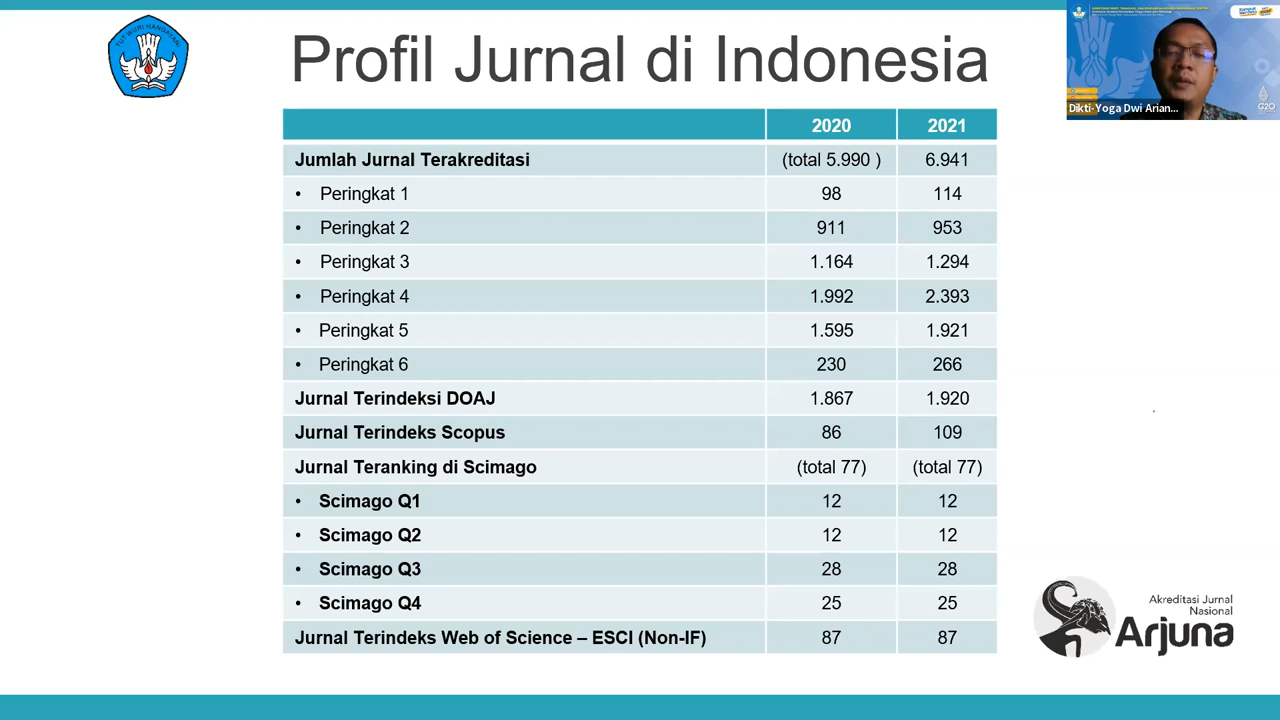 TUT WURI HANDAYANI
Profil Jurnal di Indonesia
Dikti-Yoga Dwi Arian...
G20
2020 2021
Jumlah Jurnal Terakreditasi (total 5.990 ) 6.941
• Peringkat 1 98 114
• Peringkat 2 911 953
• Peringkat 3 1.164 1.294
• Peringkat 4 1.992 2.393
• Peringkat 5 1.595 1.921
• Peringkat 6 230 266
Jurnal Terindeksi DOAJ 1.867 1.920
Jurnal Terindeks Scopus 86 109
Jurnal Teranking di Scimago (total 77) (total 77)
• Scimago Q1 12 12
• Scimago Q2 12 12
• Scimago Q3 28 28
• Scimago Q4 25 25
Jurnal Terindeks Web of Science – ESCI (Non-IF) 87 87
Akreditasi Jurnal
Nasional
Arjuna